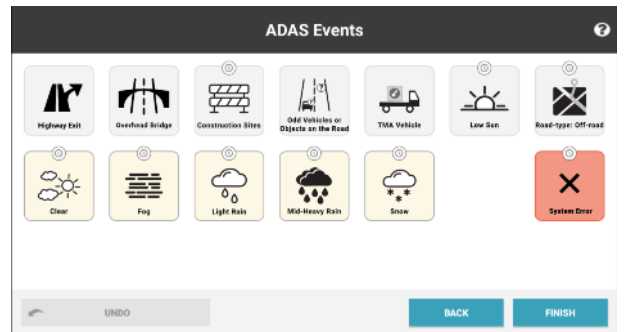 ADAS Events
Highway Exit
Overhead Bridge
Construction Sites
Odd Vehicles or
Objects on the Road
TMA Vehicle
Low Sun
Road-type: Off-road
Clear
Fog
Light Rain
Mid-Heavy Rain
Snow
System Error
UNDO
BACK
FINISH